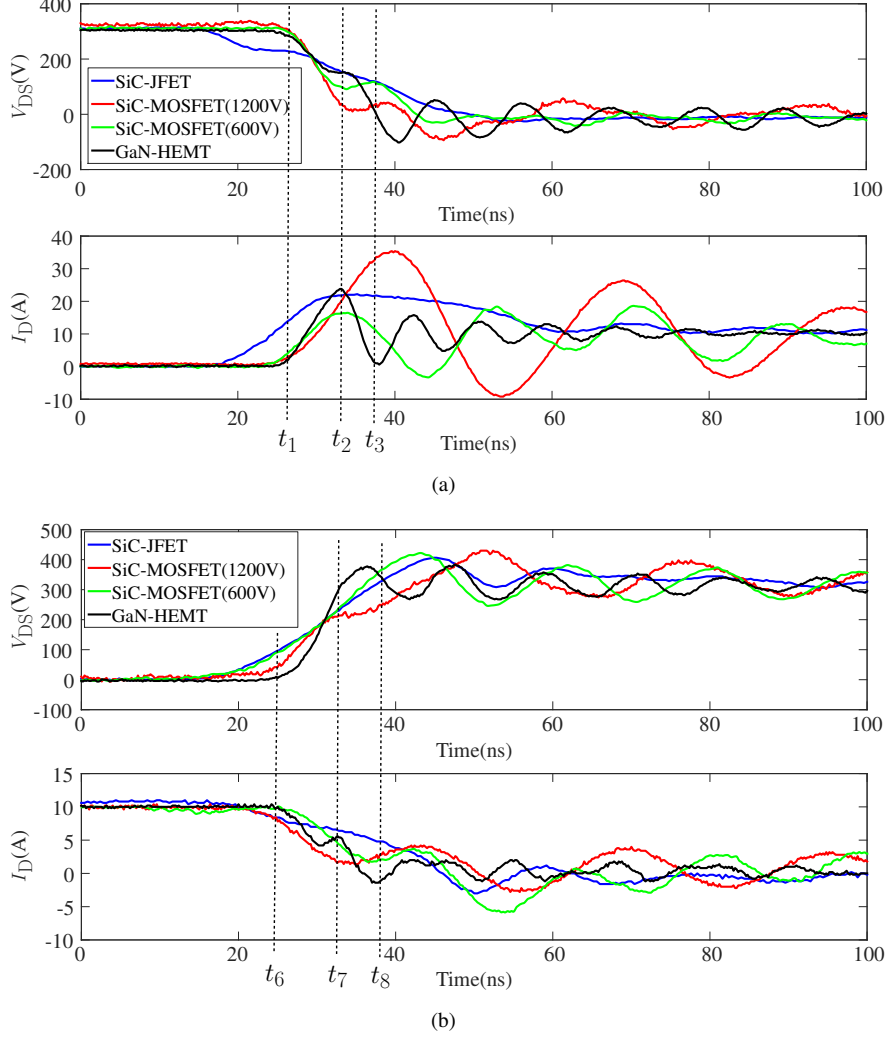 400
200
0
-200
V_DS(V)
SiC-JFET
SiC-MOSFET(1200V)
SiC-MOSFET(600V)
GaN-HEMT
0 20 40 60 80 100
Time(ns)
40
30
20
10
0
-10
I_D(A)
0 20 40 60 80 100
t_1 t_2 t_3 Time(ns)
(a)
500
400
300
200
100
0
-100
V_DS(V)
SiC-JFET
SiC-MOSFET(1200V)
SiC-MOSFET(600V)
GaN-HEMT
0 20 40 60 80 100
Time(ns)
15
10
5
0
-5
-10
I_D(A)
0 20 40 60 80 100
t_6 t_7 t_8 Time(ns)
(b)